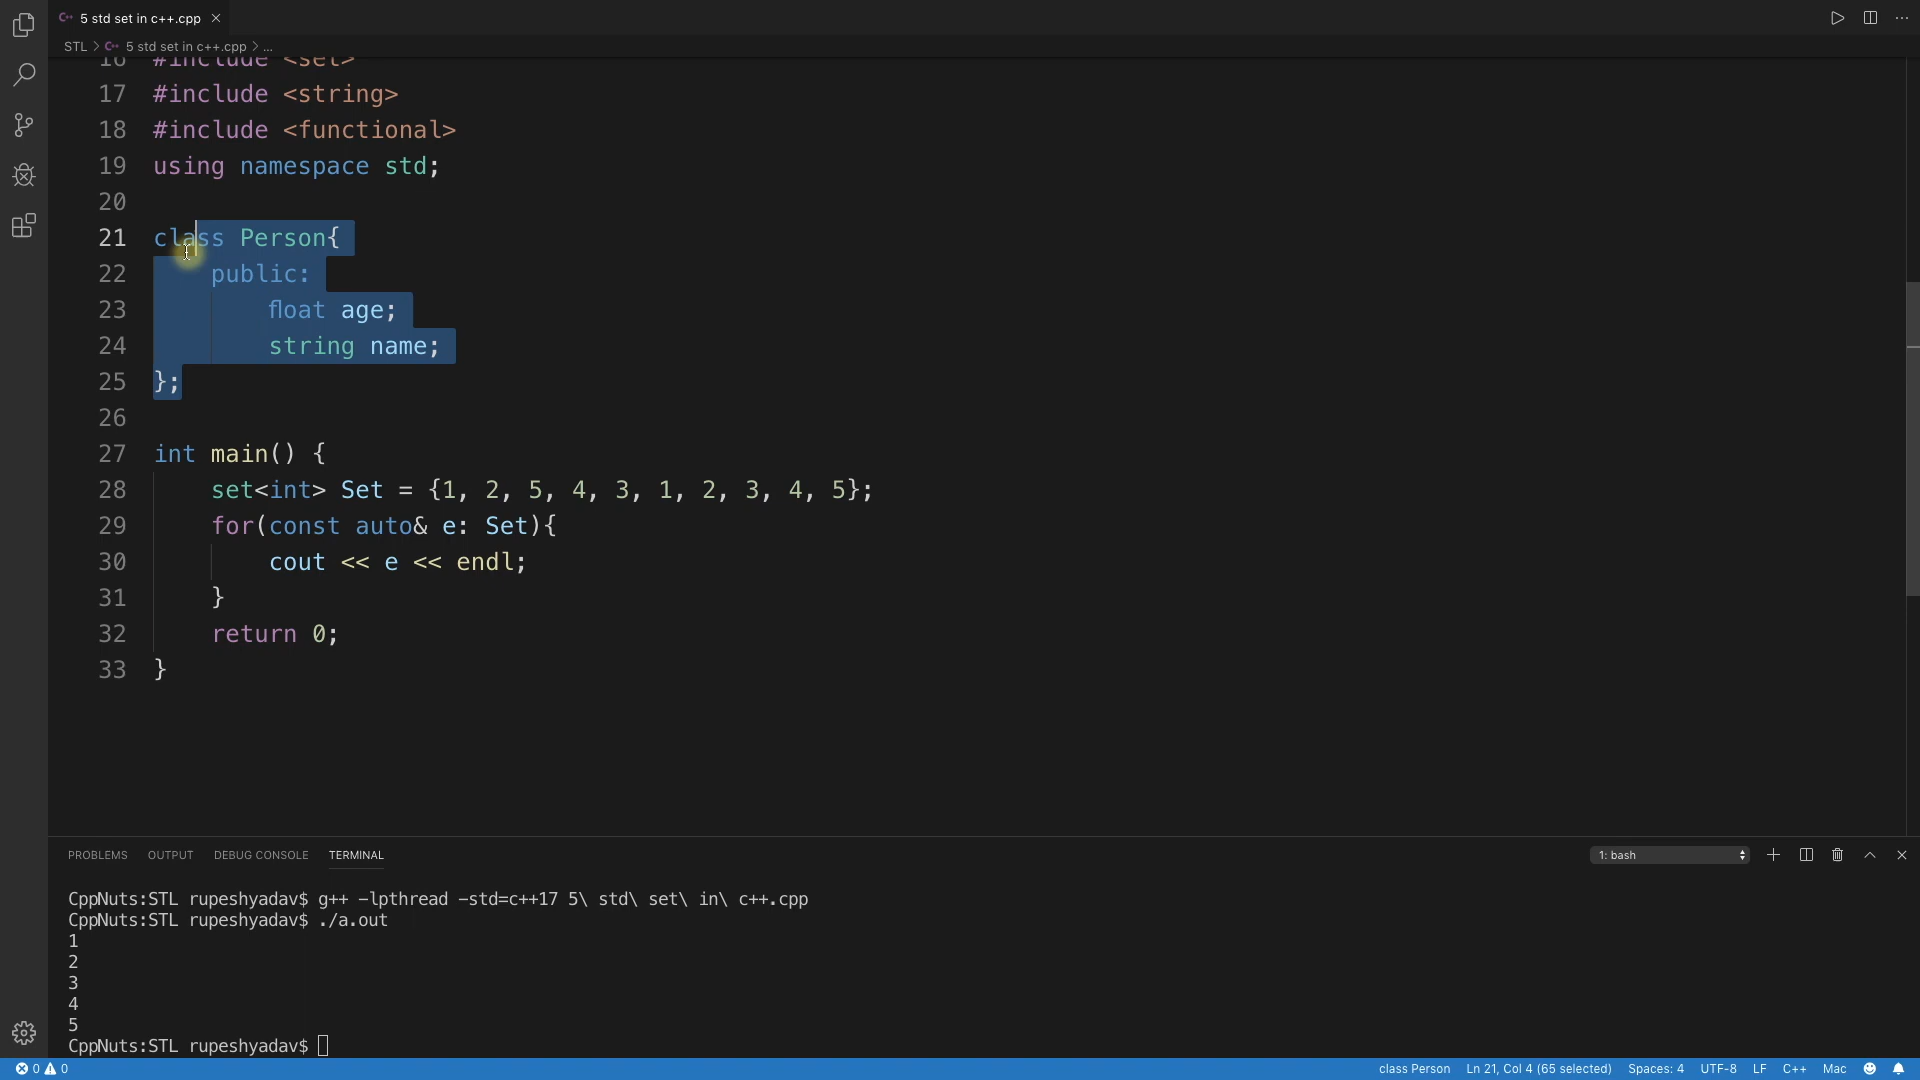 5 std set in c++.cpp
STL > 5 std set in c++.cpp > ...
16 #include <set>
17 #include <string>
18 #include <functional>
19 using namespace std;
20
21 class Person{
22 public:
23 float age;
24 string name;
25 };
26
27 int main() {
28 set<int> Set = {1, 2, 5, 4, 3, 1, 2, 3, 4, 5};
29 for(const auto& e: Set){
30 cout << e << endl;
31 }
32 return 0;
33 }
PROBLEMS OUTPUT DEBUG CONSOLE TERMINAL 1: bash
CppNuts:STL rupeshyadav$ g++ -lpthread -std=c++17 5\ std\ set\ in\ c++.cpp
CppNuts:STL rupeshyadav$ ./a.out
1
2
3
4
5
CppNuts:STL rupeshyadav$
0 0 class Person Ln 21, Col 4 (65 selected) Spaces: 4 UTF-8 LF C++ Mac